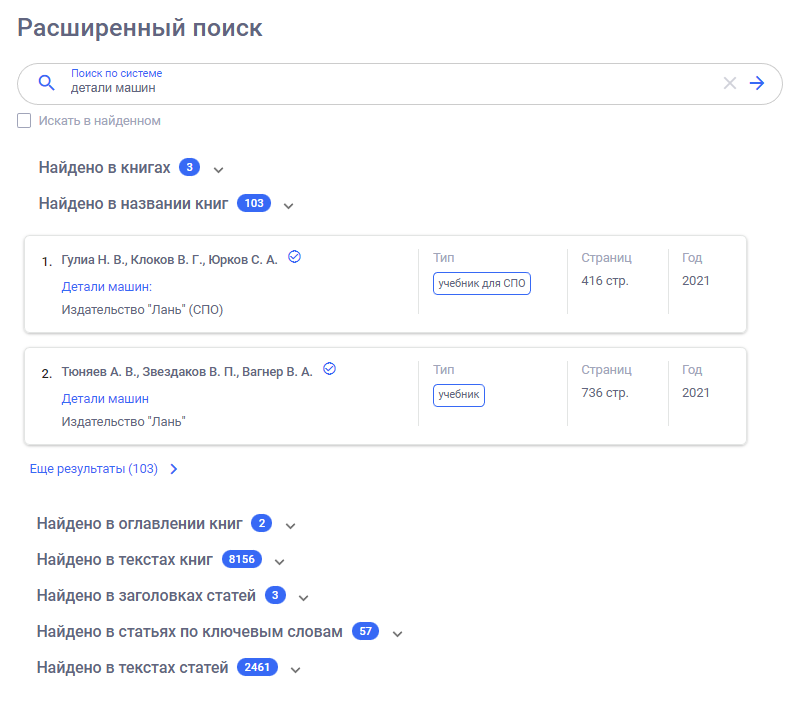 Расширенный поиск
Поиск по системе
детали машин
Искать в найденном
Найдено в книгах 3
Найдено в названии книг 103
1. Гулиа Н. В., Клоков В. Г., Юрков С. А.
Детали машин:
Издательство "Лань" (СПО)
Тип
учебник для СПО
Страниц
416 стр.
Год
2021
2. Тюняев А. В., Звездаков В. П., Вагнер В. А.
Детали машин
Издательство "Лань"
Тип
учебник
Страниц
736 стр.
Год
2021
Еще результаты (103)
Найдено в оглавлении книг 2
Найдено в текстах книг 8156
Найдено в заголовках статей 3
Найдено в статьях по ключевым словам 57
Найдено в текстах статей 2461